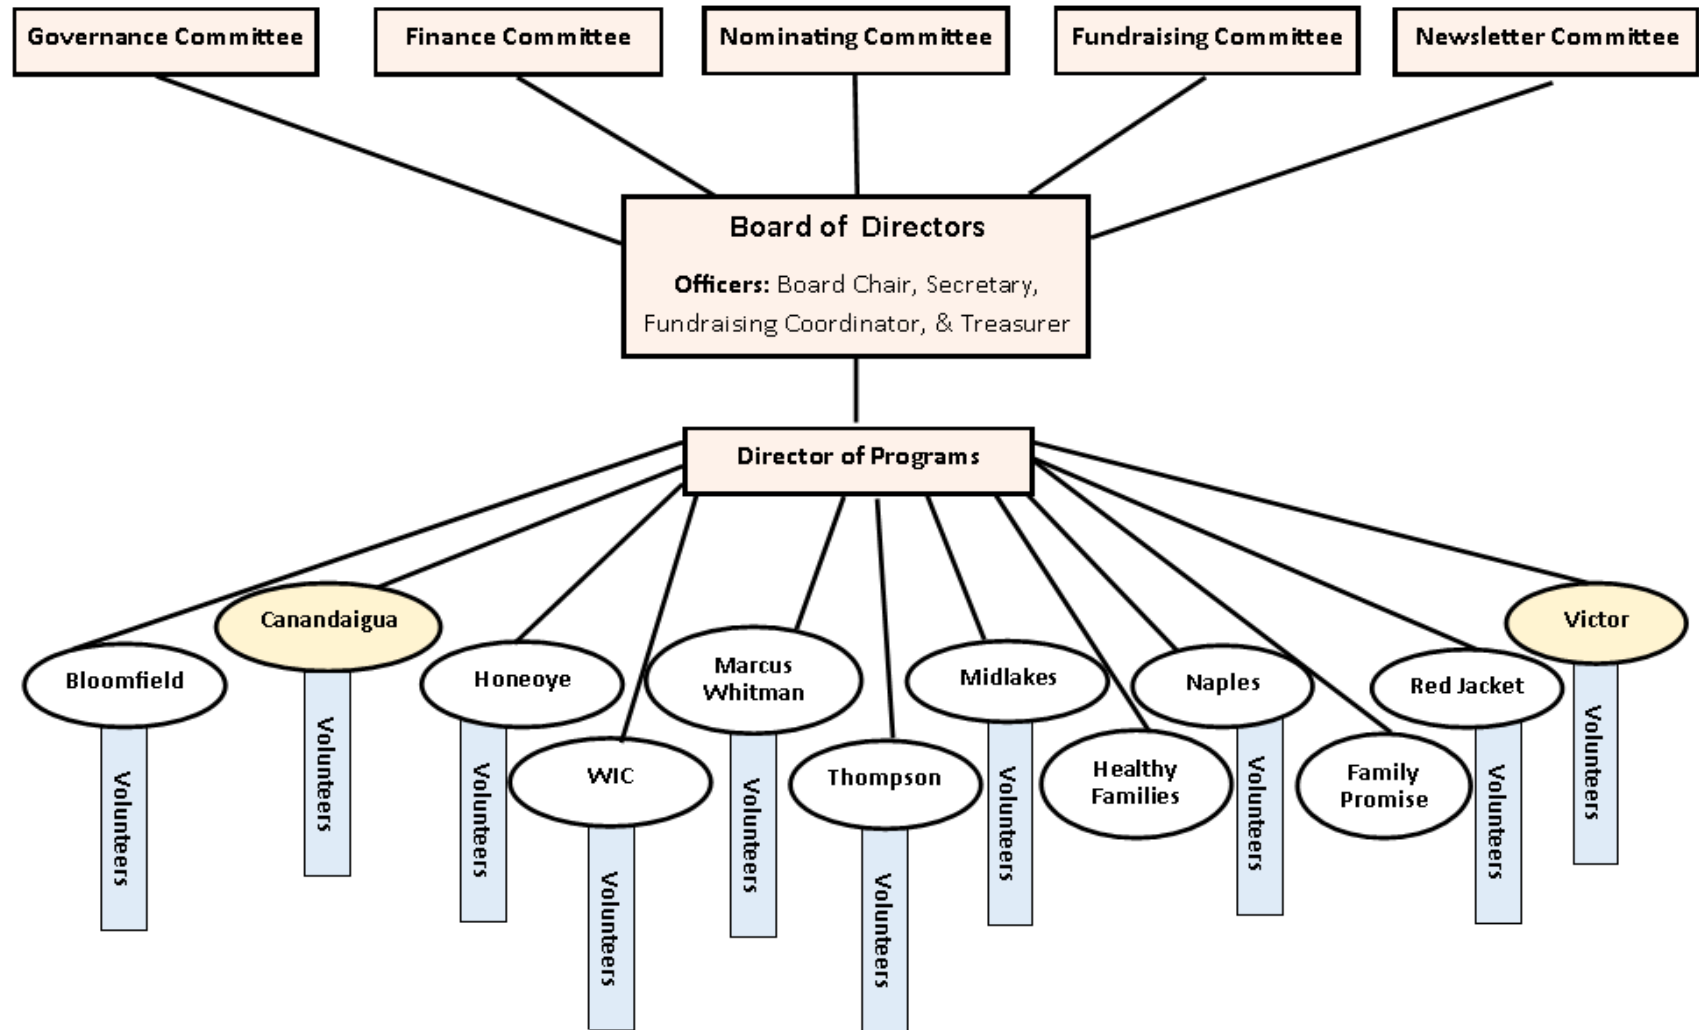 Governance Committee
Finance Committee
Nominating Committee
Fundraising Committee
Newsletter Committee
Board of Directors
Officers: Board Chair, Secretary,
Fundraising Coordinator, & Treasurer
Director of Programs
Bloomfield
Canandaigua
Honeoye
WIC
Marcus
Whitman
Thompson
Midlakes
Healthy
Families
Naples
Family
Promise
Red Jacket
Victor
Volunteers
Volunteers
Volunteers
Volunteers
Volunteers
Volunteers
Volunteers
Volunteers
Volunteers
Volunteers